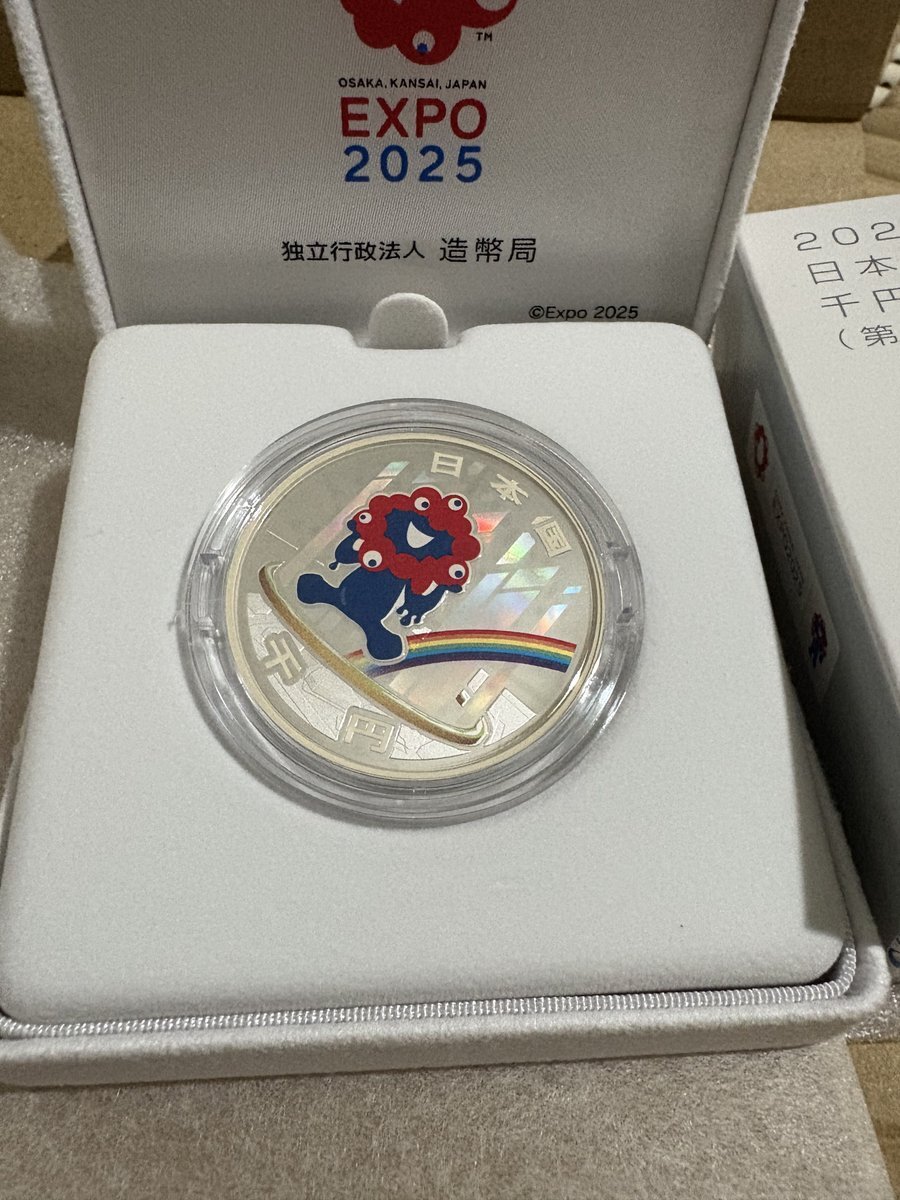 TM
OSAKA, KANSAI, JAPAN
EXPO
2025
独立行政法人 造幣局
©Expo 2025
202
日本
千円
（第
日本国
千円